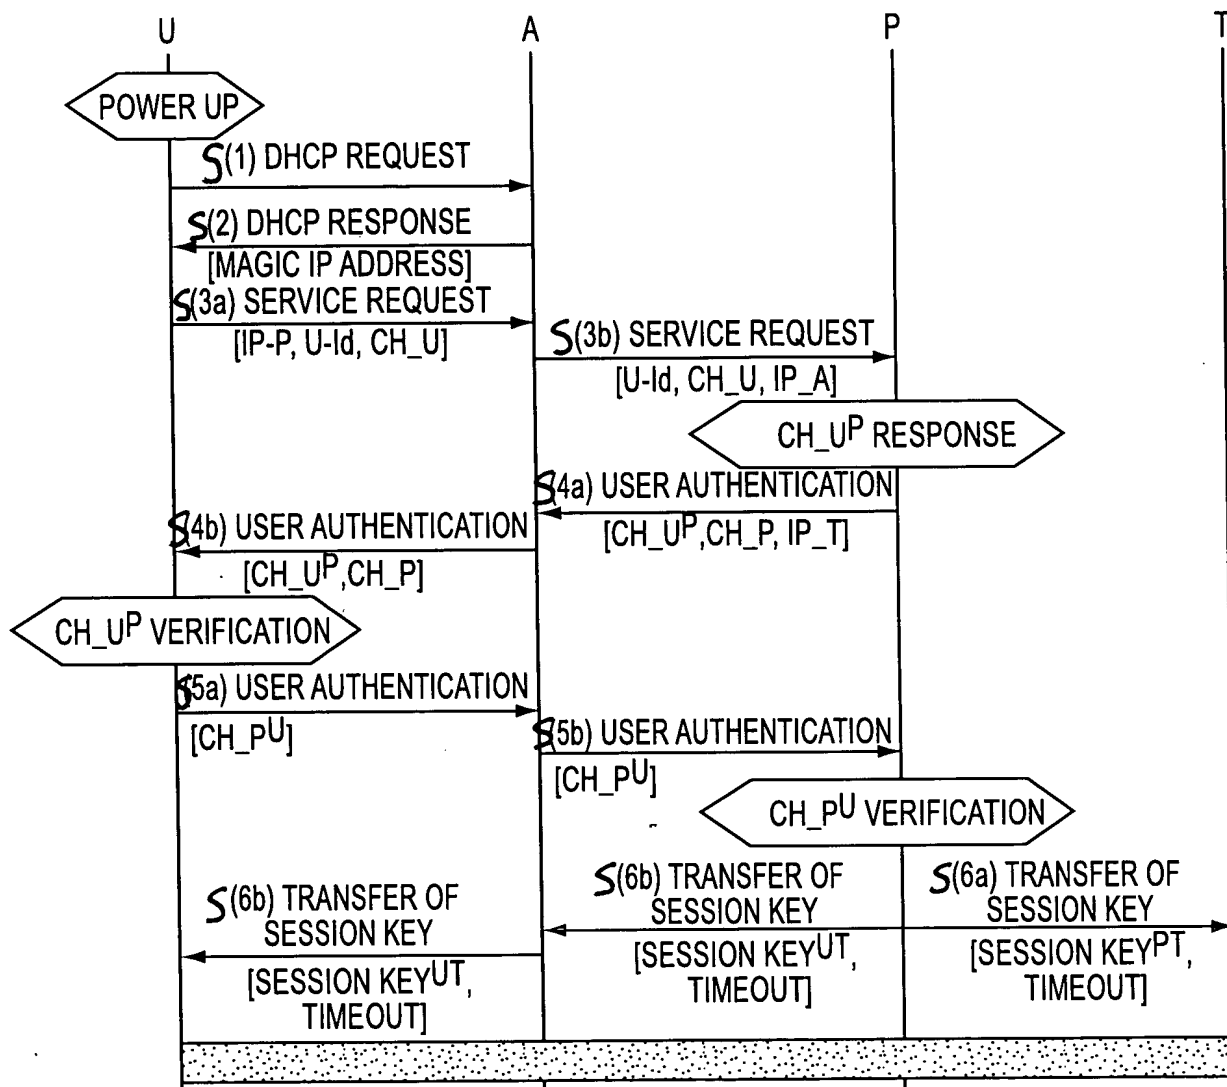 U A P T
POWER UP
S(1) DHCP REQUEST
S(2) DHCP RESPONSE
[MAGIC IP ADDRESS]
S(3a) SERVICE REQUEST
[IP-P, U-Id, CH_U]
S(3b) SERVICE REQUEST
[U-Id, CH_U, IP_A]
CH_Uᴾ RESPONSE
S(4a) USER AUTHENTICATION
[CH_Uᴾ,CH_P, IP_T]
S(4b) USER AUTHENTICATION
[CH_Uᴾ,CH_P]
CH_Uᴾ VERIFICATION
S(5a) USER AUTHENTICATION
[CH_Pᵁ]
S(5b) USER AUTHENTICATION
[CH_Pᵁ]
CH_Pᵁ VERIFICATION
S(6b) TRANSFER OF
SESSION KEY
[SESSION KEYᵁᵀ,
TIMEOUT]
S(6b) TRANSFER OF
SESSION KEY
[SESSION KEYᵁᵀ,
TIMEOUT]
S(6a) TRANSFER OF
SESSION KEY
[SESSION KEYᴾᵀ,
TIMEOUT]